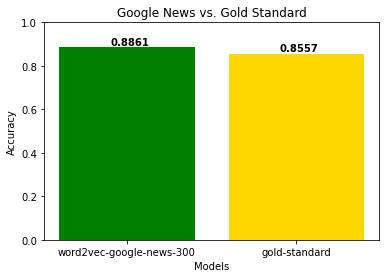 Google News vs. Gold Standard
1.0
0.8
0.6
0.4
0.2
0.0
Accuracy
0.8861
0.8557
word2vec-google-news-300
gold-standard
Models